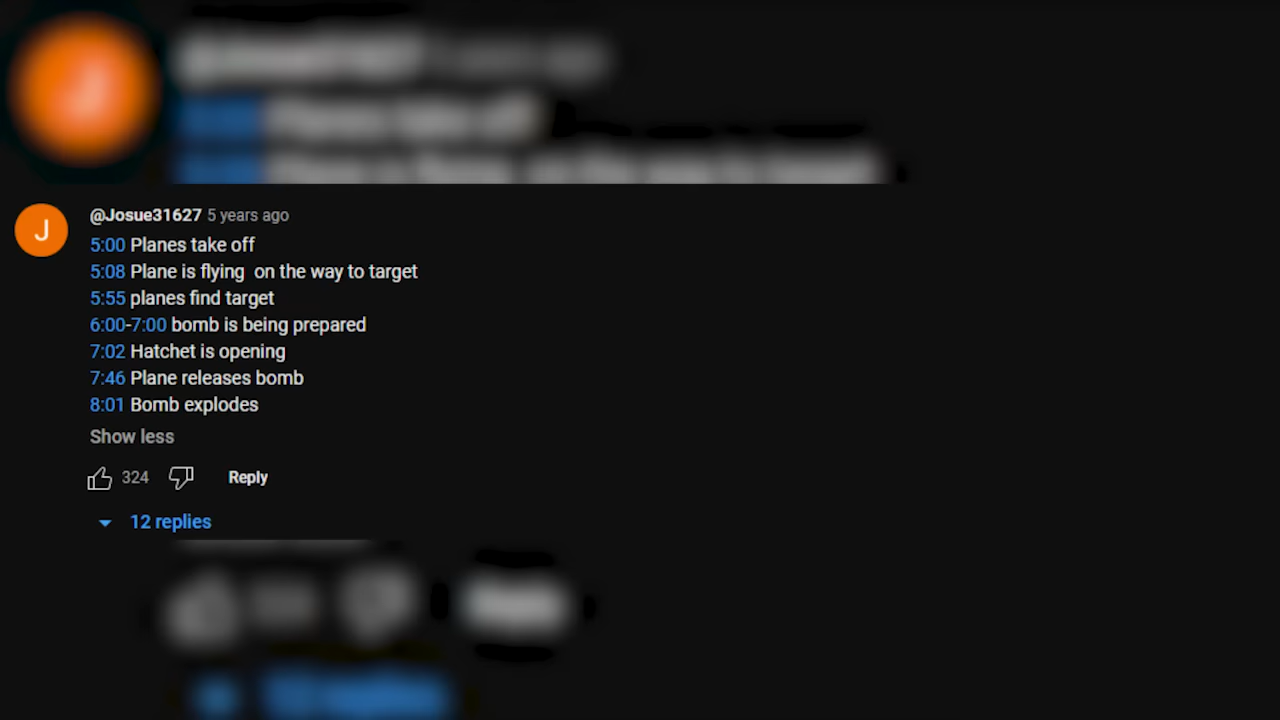 J
@Josue31627 5 years ago
5:00 Planes take off
5:08 Plane is flying  on the way to target
5:55 planes find target
6:00-7:00 bomb is being prepared
7:02 Hatchet is opening
7:46 Plane releases bomb
8:01 Bomb explodes
Show less
324 Reply
12 replies